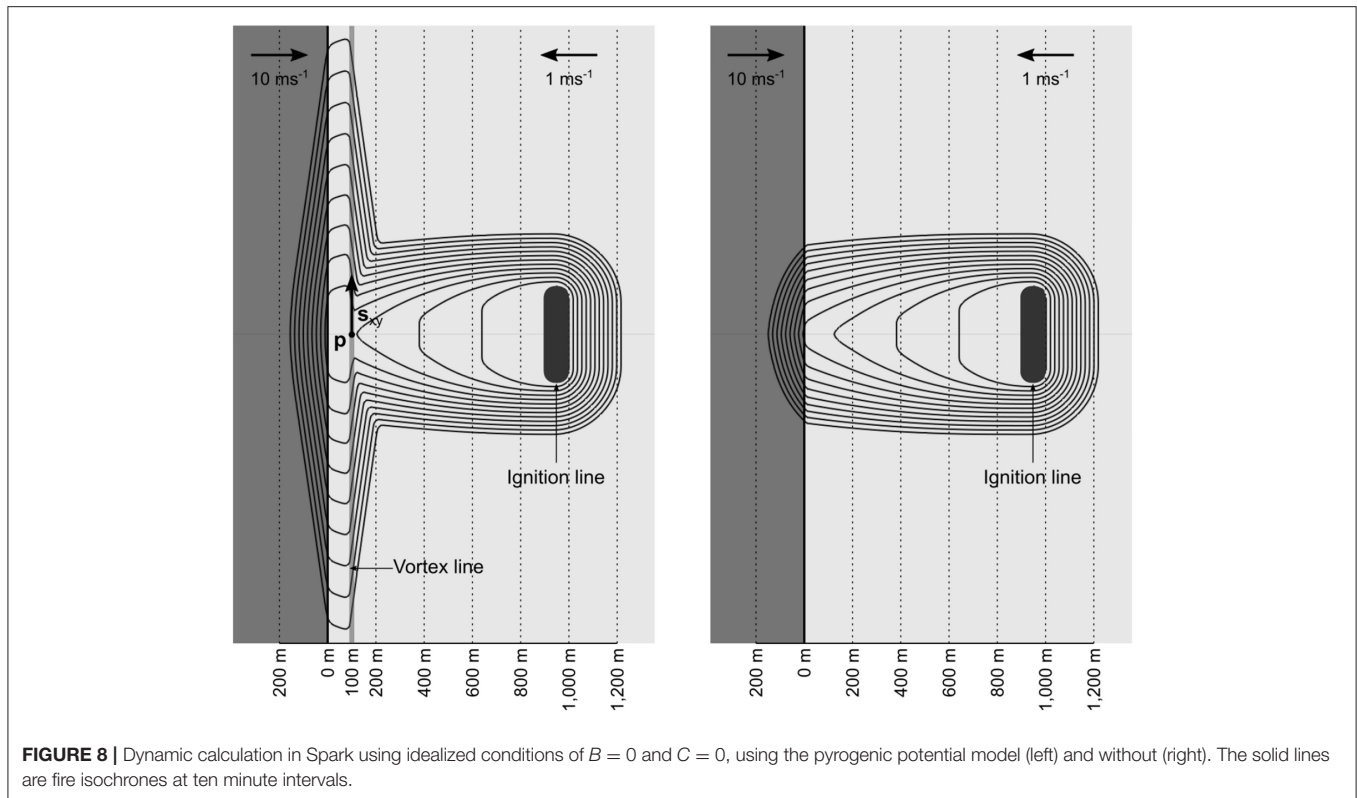 10 ms-1
1 ms-1
sxy
p
Ignition line
Vortex line
200 m
0 m
100 m
200 m
400 m
600 m
800 m
1,000 m
1,200 m
10 ms-1
1 ms-1
Ignition line
200 m
0 m
200 m
400 m
600 m
800 m
1,000 m
1,200 m
FIGURE 8 | Dynamic calculation in Spark using idealized conditions of B = 0 and C = 0, using the pyrogenic potential model (left) and without (right). The solid lines
are fire isochrones at ten minute intervals.